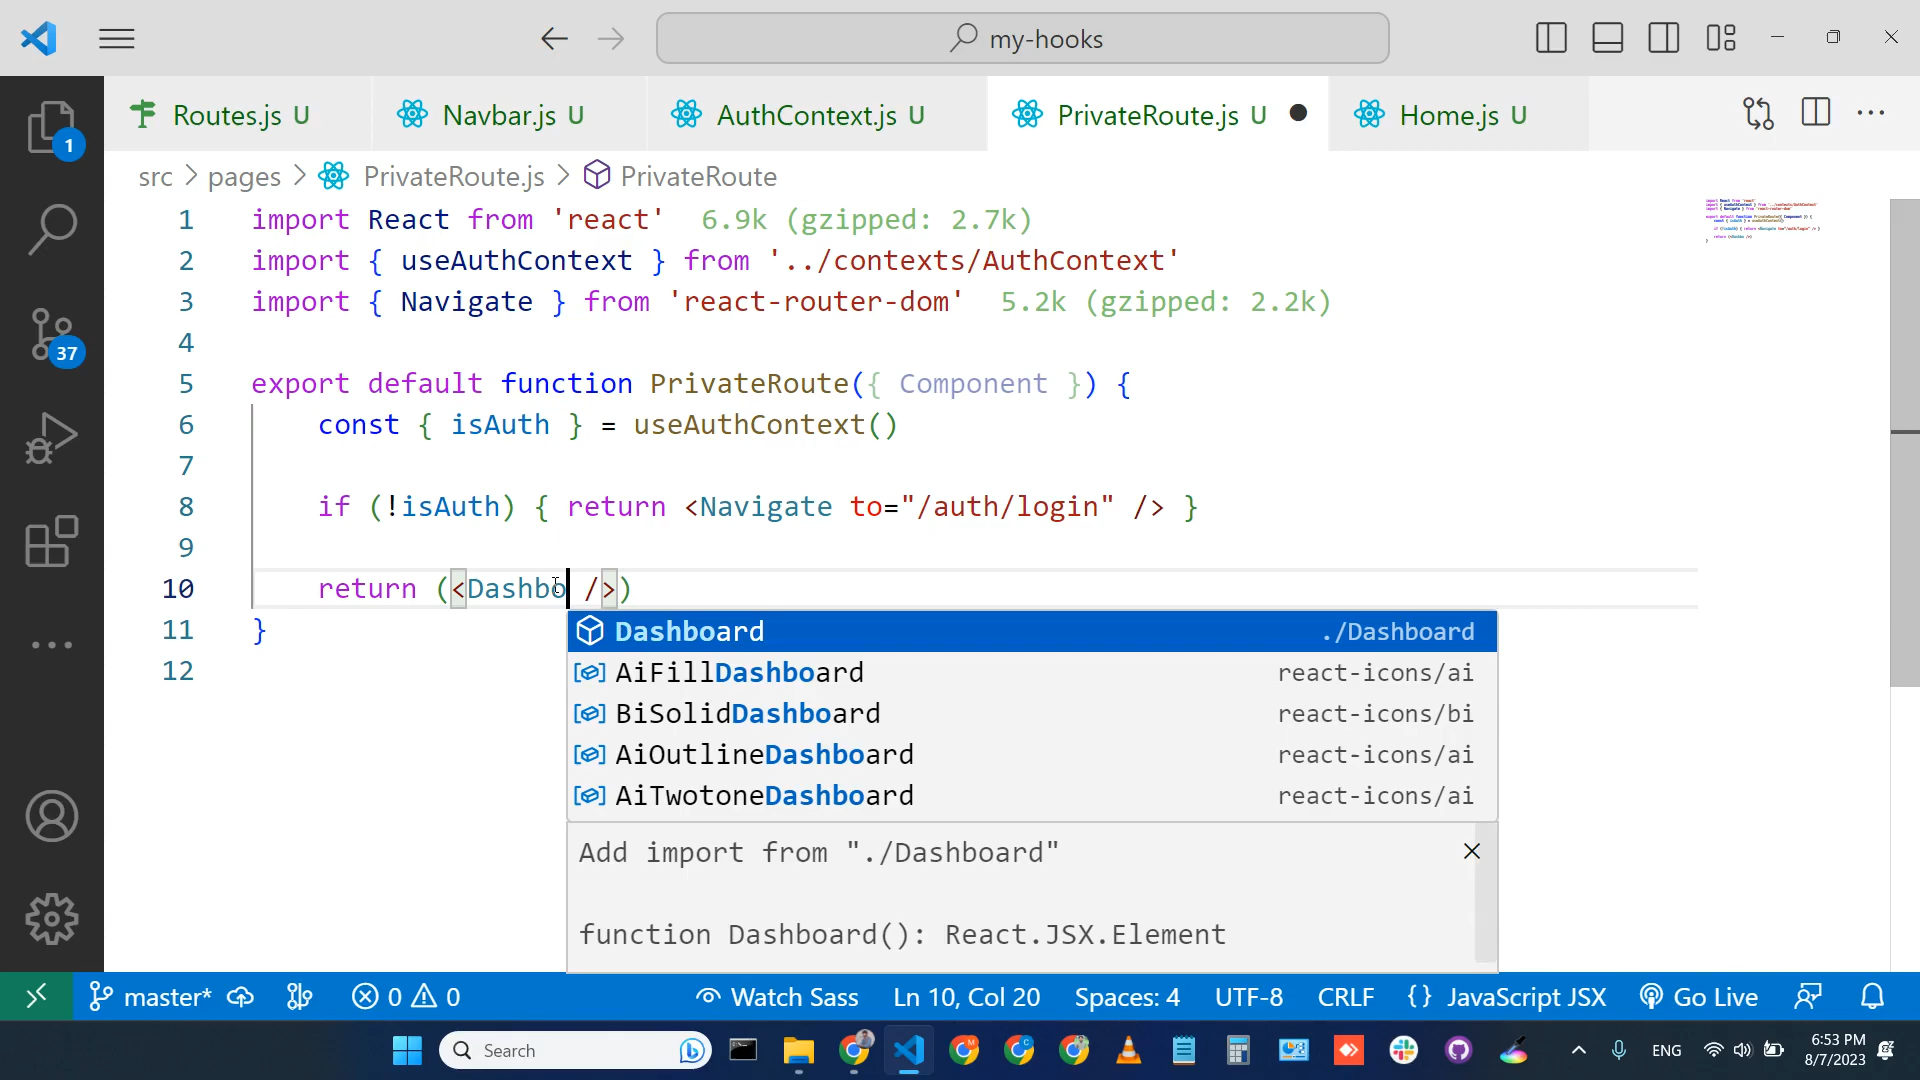 my-hooks
Routes.js U
Navbar.js U
AuthContext.js U
PrivateRoute.js U
Home.js U
src > pages > PrivateRoute.js > PrivateRoute
1 import React from 'react' 6.9k (gzipped: 2.7k)
2 import { useAuthContext } from '../contexts/AuthContext'
3 import { Navigate } from 'react-router-dom' 5.2k (gzipped: 2.2k)
4
5 export default function PrivateRoute({ Component }) {
6 const { isAuth } = useAuthContext()
7
8 if (!isAuth) { return <Navigate to="/auth/login" /> }
9
10 return (<Dashbo />)
11 }
12
Dashboard ./Dashboard
AiFillDashboard react-icons/ai
BiSolidDashboard react-icons/bi
AiOutlineDashboard react-icons/ai
AiTwotoneDashboard react-icons/ai
Add import from "./Dashboard"
function Dashboard(): React.JSX.Element
1
37
master* 0 0 Watch Sass Ln 10, Col 20 Spaces: 4 UTF-8 CRLF {} JavaScript JSX Go Live
Search
ENG
6:53 PM
8/7/2023